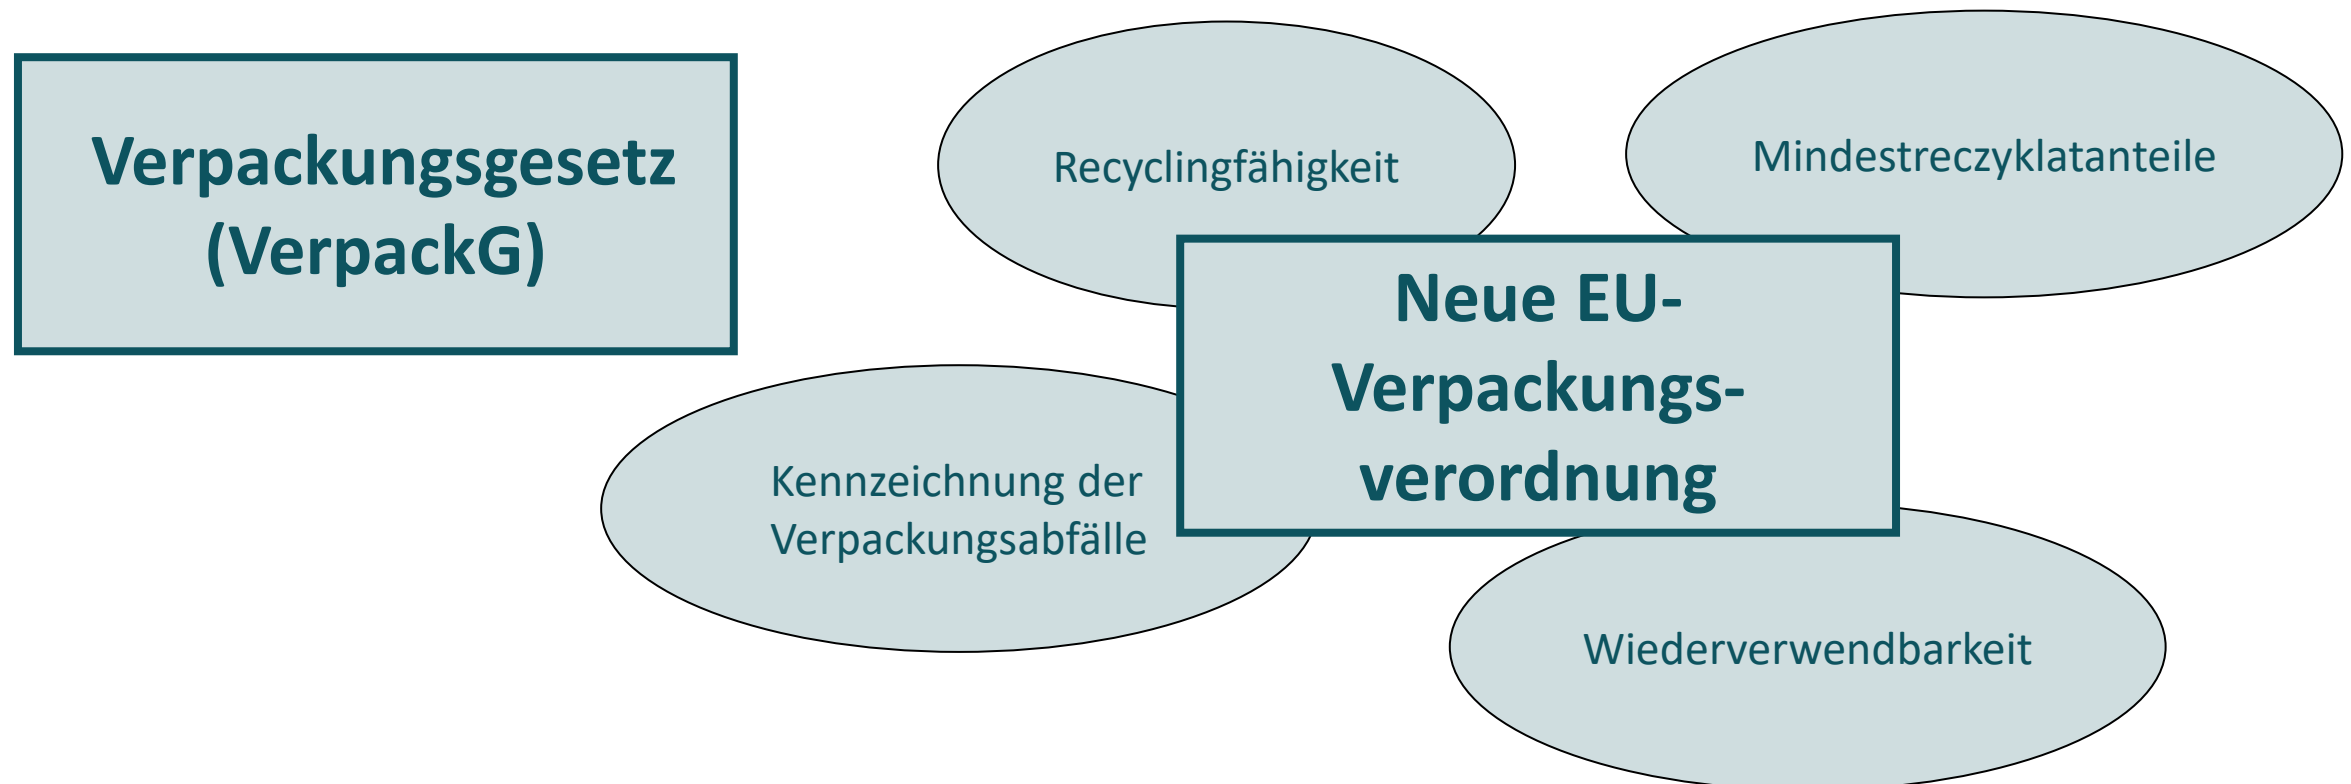 Verpackungsgesetz
(VerpackG)
Recyclingfähigkeit
Mindestreczyklatanteile
Neue EU-
Verpackungs-
verordnung
Kennzeichnung der
Verpackungsabfälle
Wiederverwendbarkeit